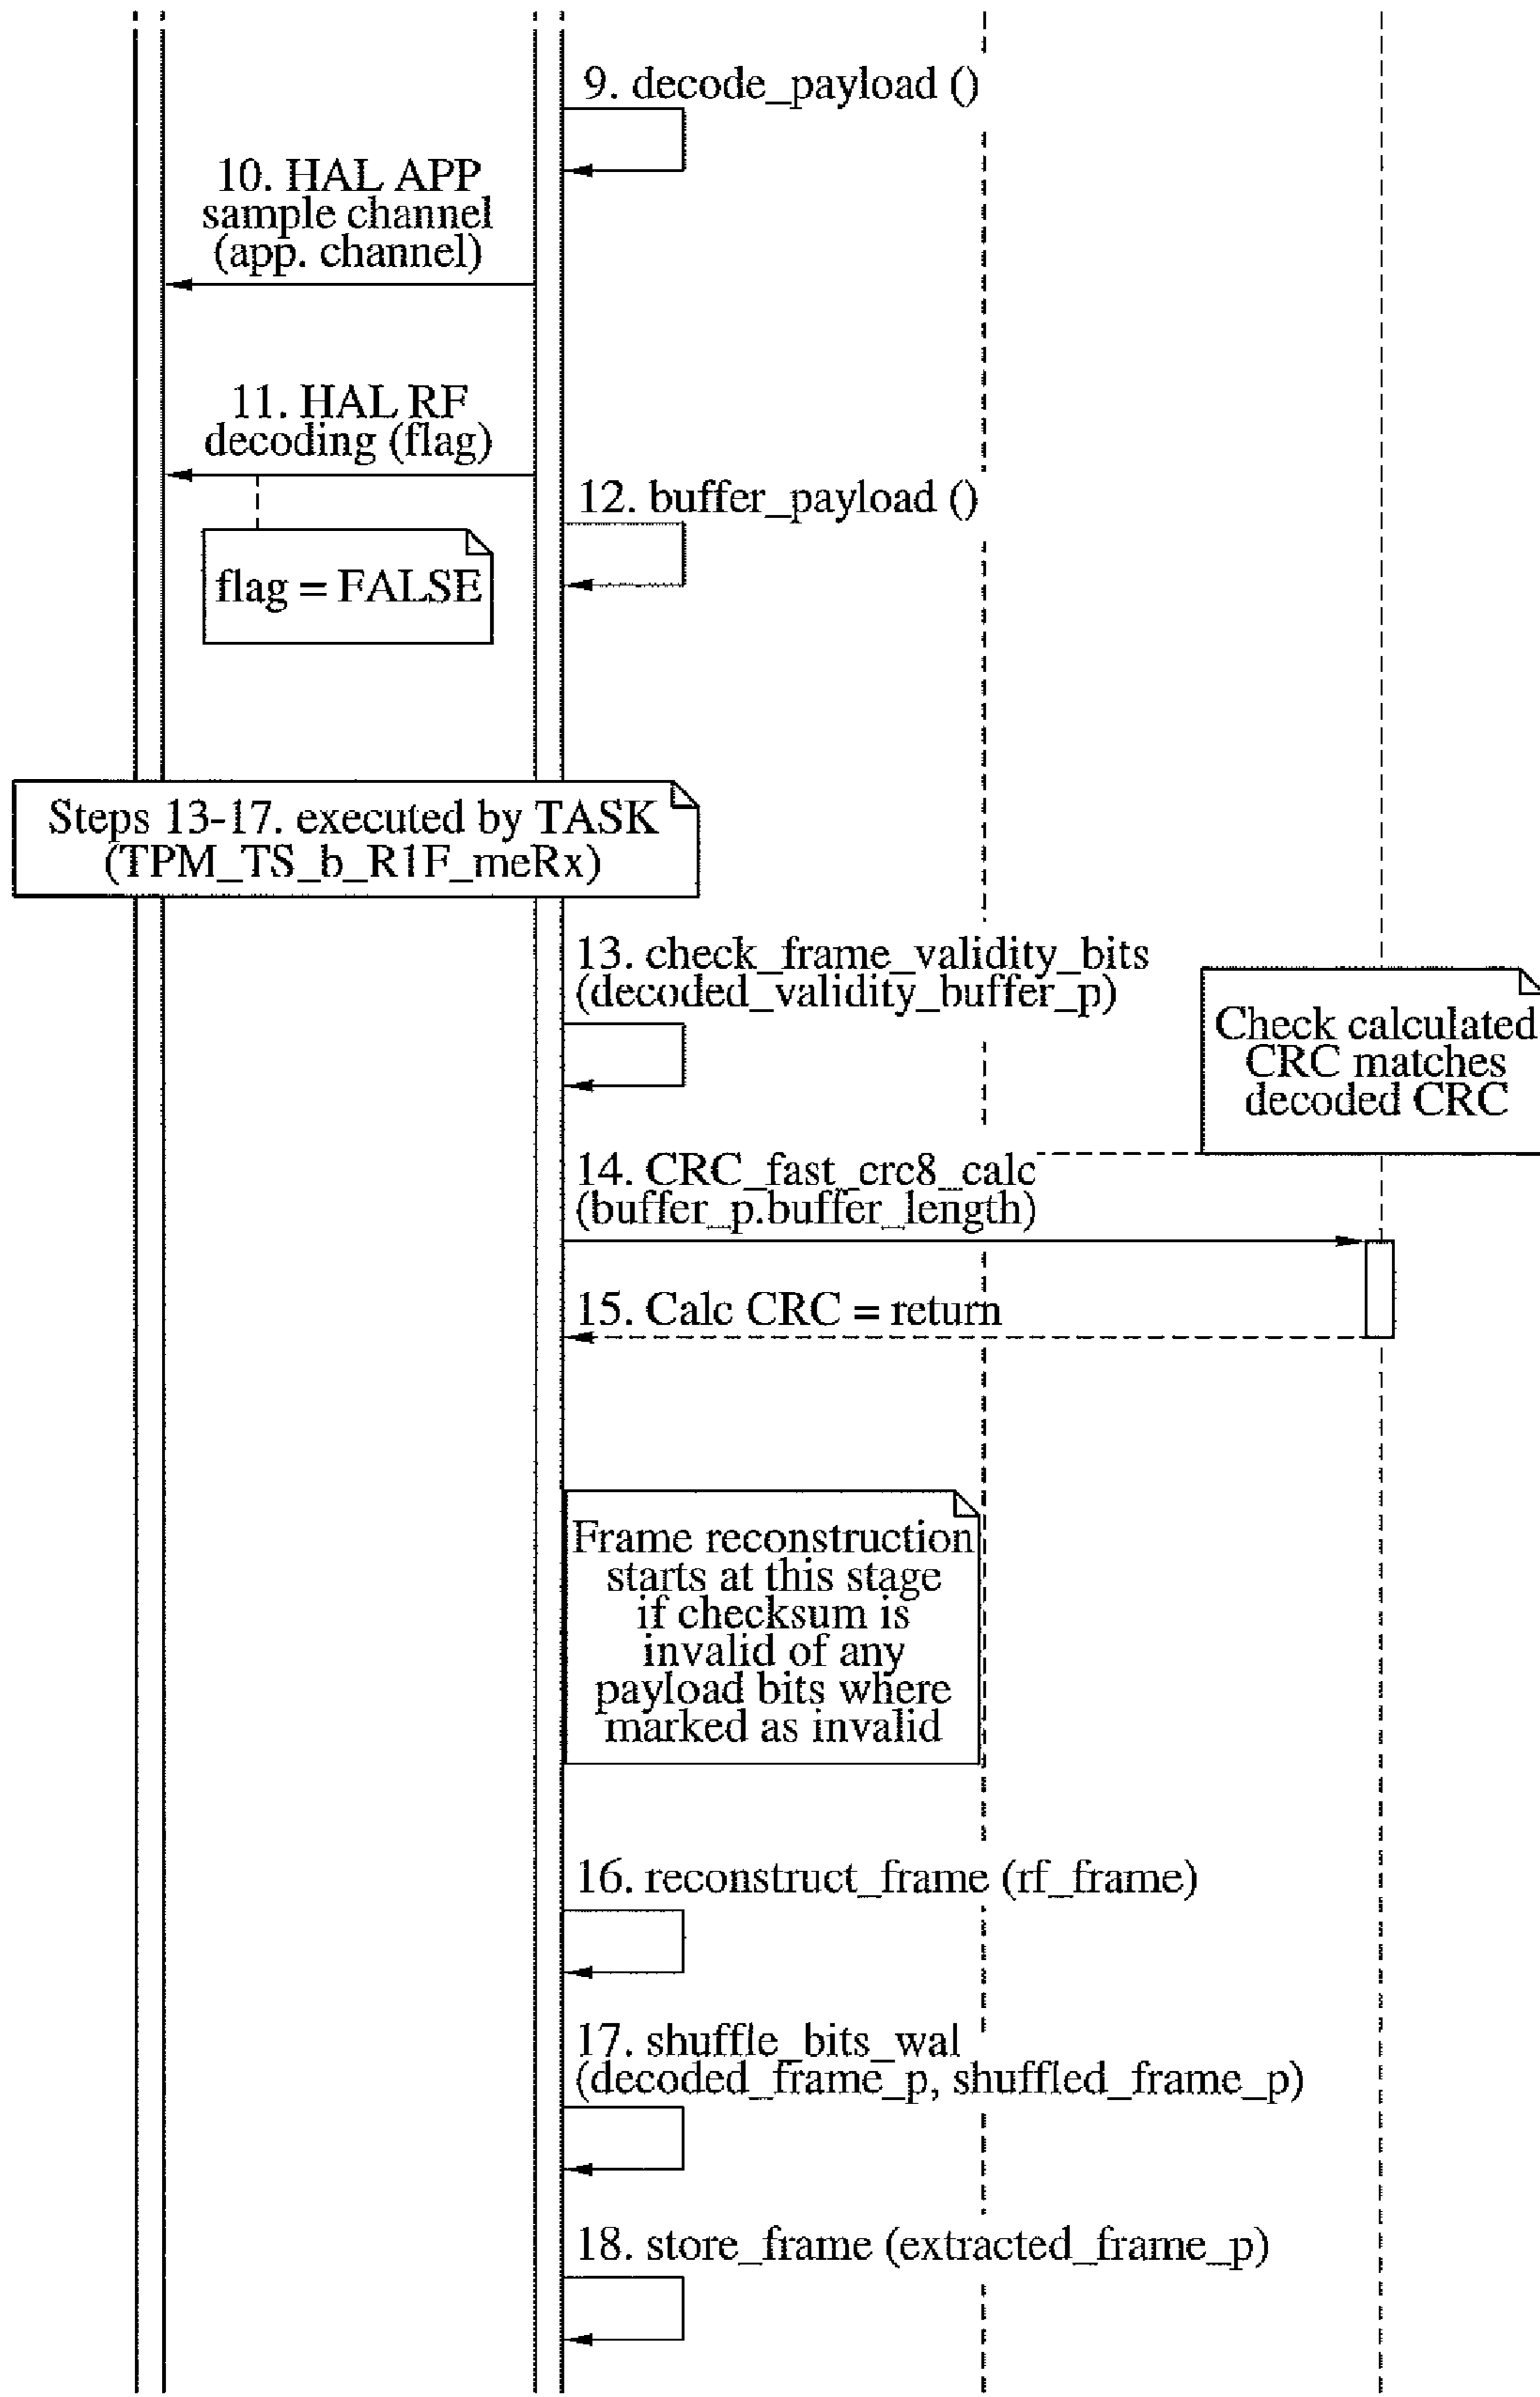 9. decode_payload ()
10. HAL APP
sample channel
(app. channel)
11. HAL RF
decoding (flag)
12. buffer_payload ()
flag = FALSE
Steps 13-17. executed by TASK
(TPM_TS_b_R1F_meRx)
13. check_frame_validity_bits
(decoded_validity_buffer_p)
Check calculated
CRC matches
decoded CRC
14. CRC_fast_crc8_calc
(buffer_p.buffer_length)
15. Calc CRC = return
Frame reconstruction
starts at this stage
if checksum is
invalid of any
payload bits where
marked as invalid
16. reconstruct_frame (rf_frame)
17. shuffle_bits_wal
(decoded_frame_p, shuffled_frame_p)
18. store_frame (extracted_frame_p)